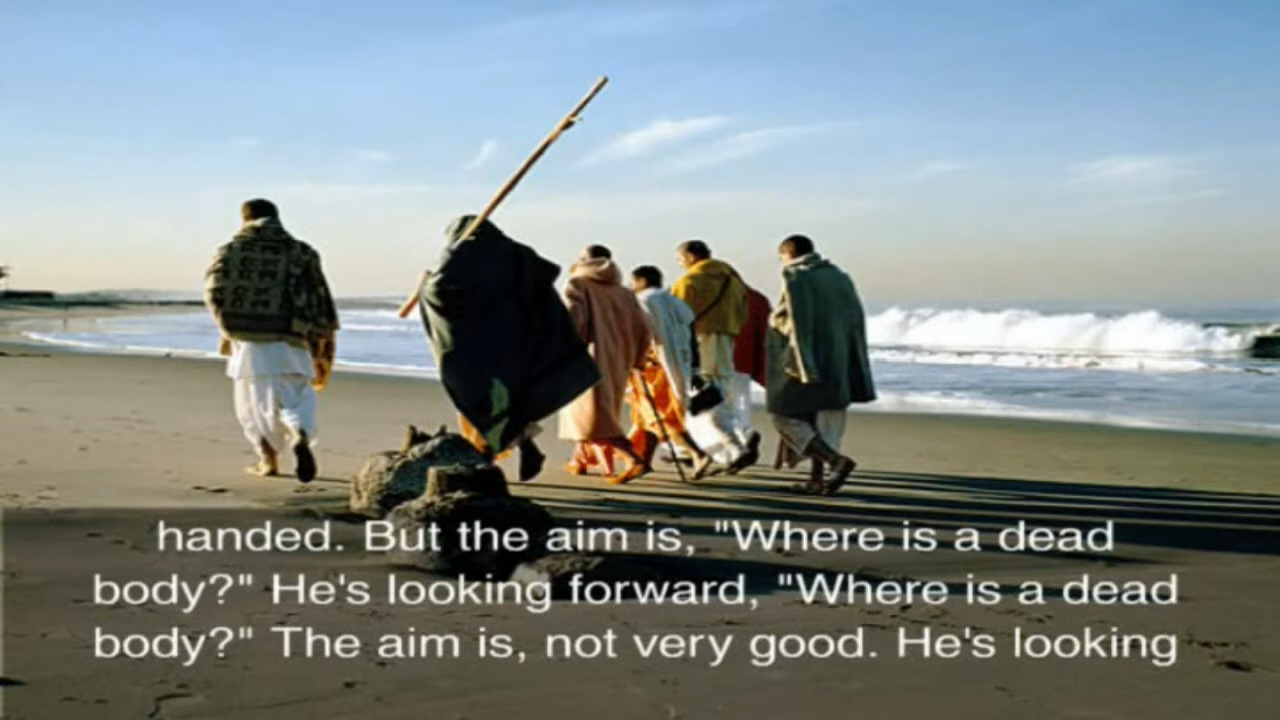 handed. But the aim is, "Where is a dead
body?" He's looking forward, "Where is a dead
body?" The aim is, not very good. He's looking